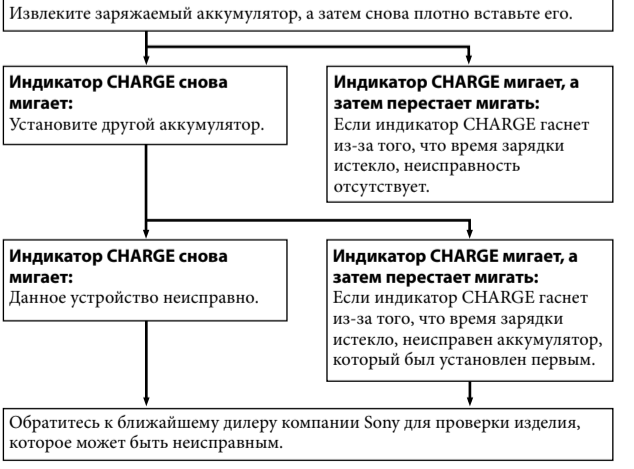 Извлеките заряжаемый аккумулятор, а затем снова плотно вставьте его.
Индикатор CHARGE снова
мигает:
Установите другой аккумулятор.
Индикатор CHARGE мигает, а
затем перестает мигать:
Если индикатор CHARGE гаснет
из-за того, что время зарядки
истекло, неисправность
отсутствует.
Индикатор CHARGE снова
мигает:
Данное устройство неисправно.
Индикатор CHARGE мигает, а
затем перестает мигать:
Если индикатор CHARGE гаснет
из-за того, что время зарядки
истекло, неисправен аккумулятор,
который был установлен первым.
Обратитесь к ближайшему дилеру компании Sony для проверки изделия,
которое может быть неисправным.